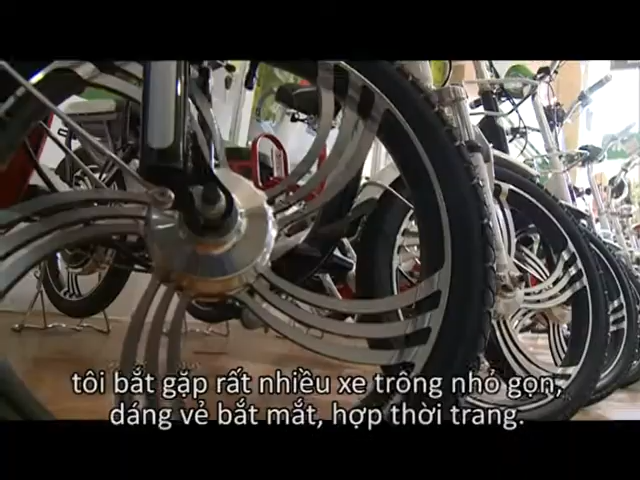 tôi bắt gặp rất nhiều xe trông nhỏ gọn,
dáng vẻ bắt mắt, hợp thời trang.